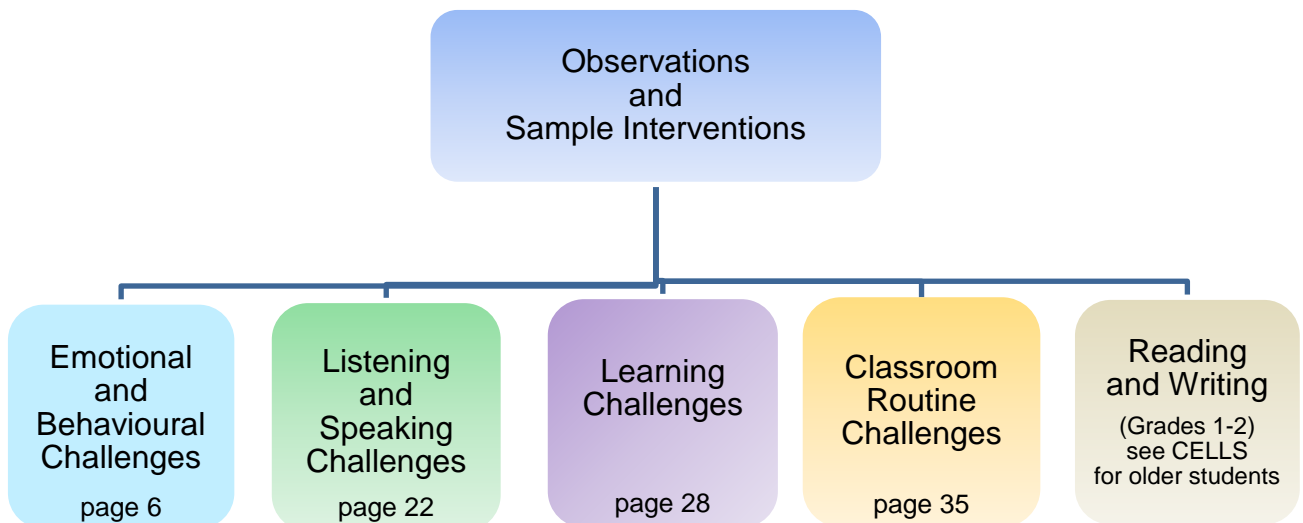 Observations
and
Sample Interventions
Emotional
and
Behavioural
Challenges
page 6
Listening
and
Speaking
Challenges
page 22
Learning
Challenges
page 28
Classroom
Routine
Challenges
page 35
Reading
and Writing
(Grades 1-2)
see CELLS
for older students